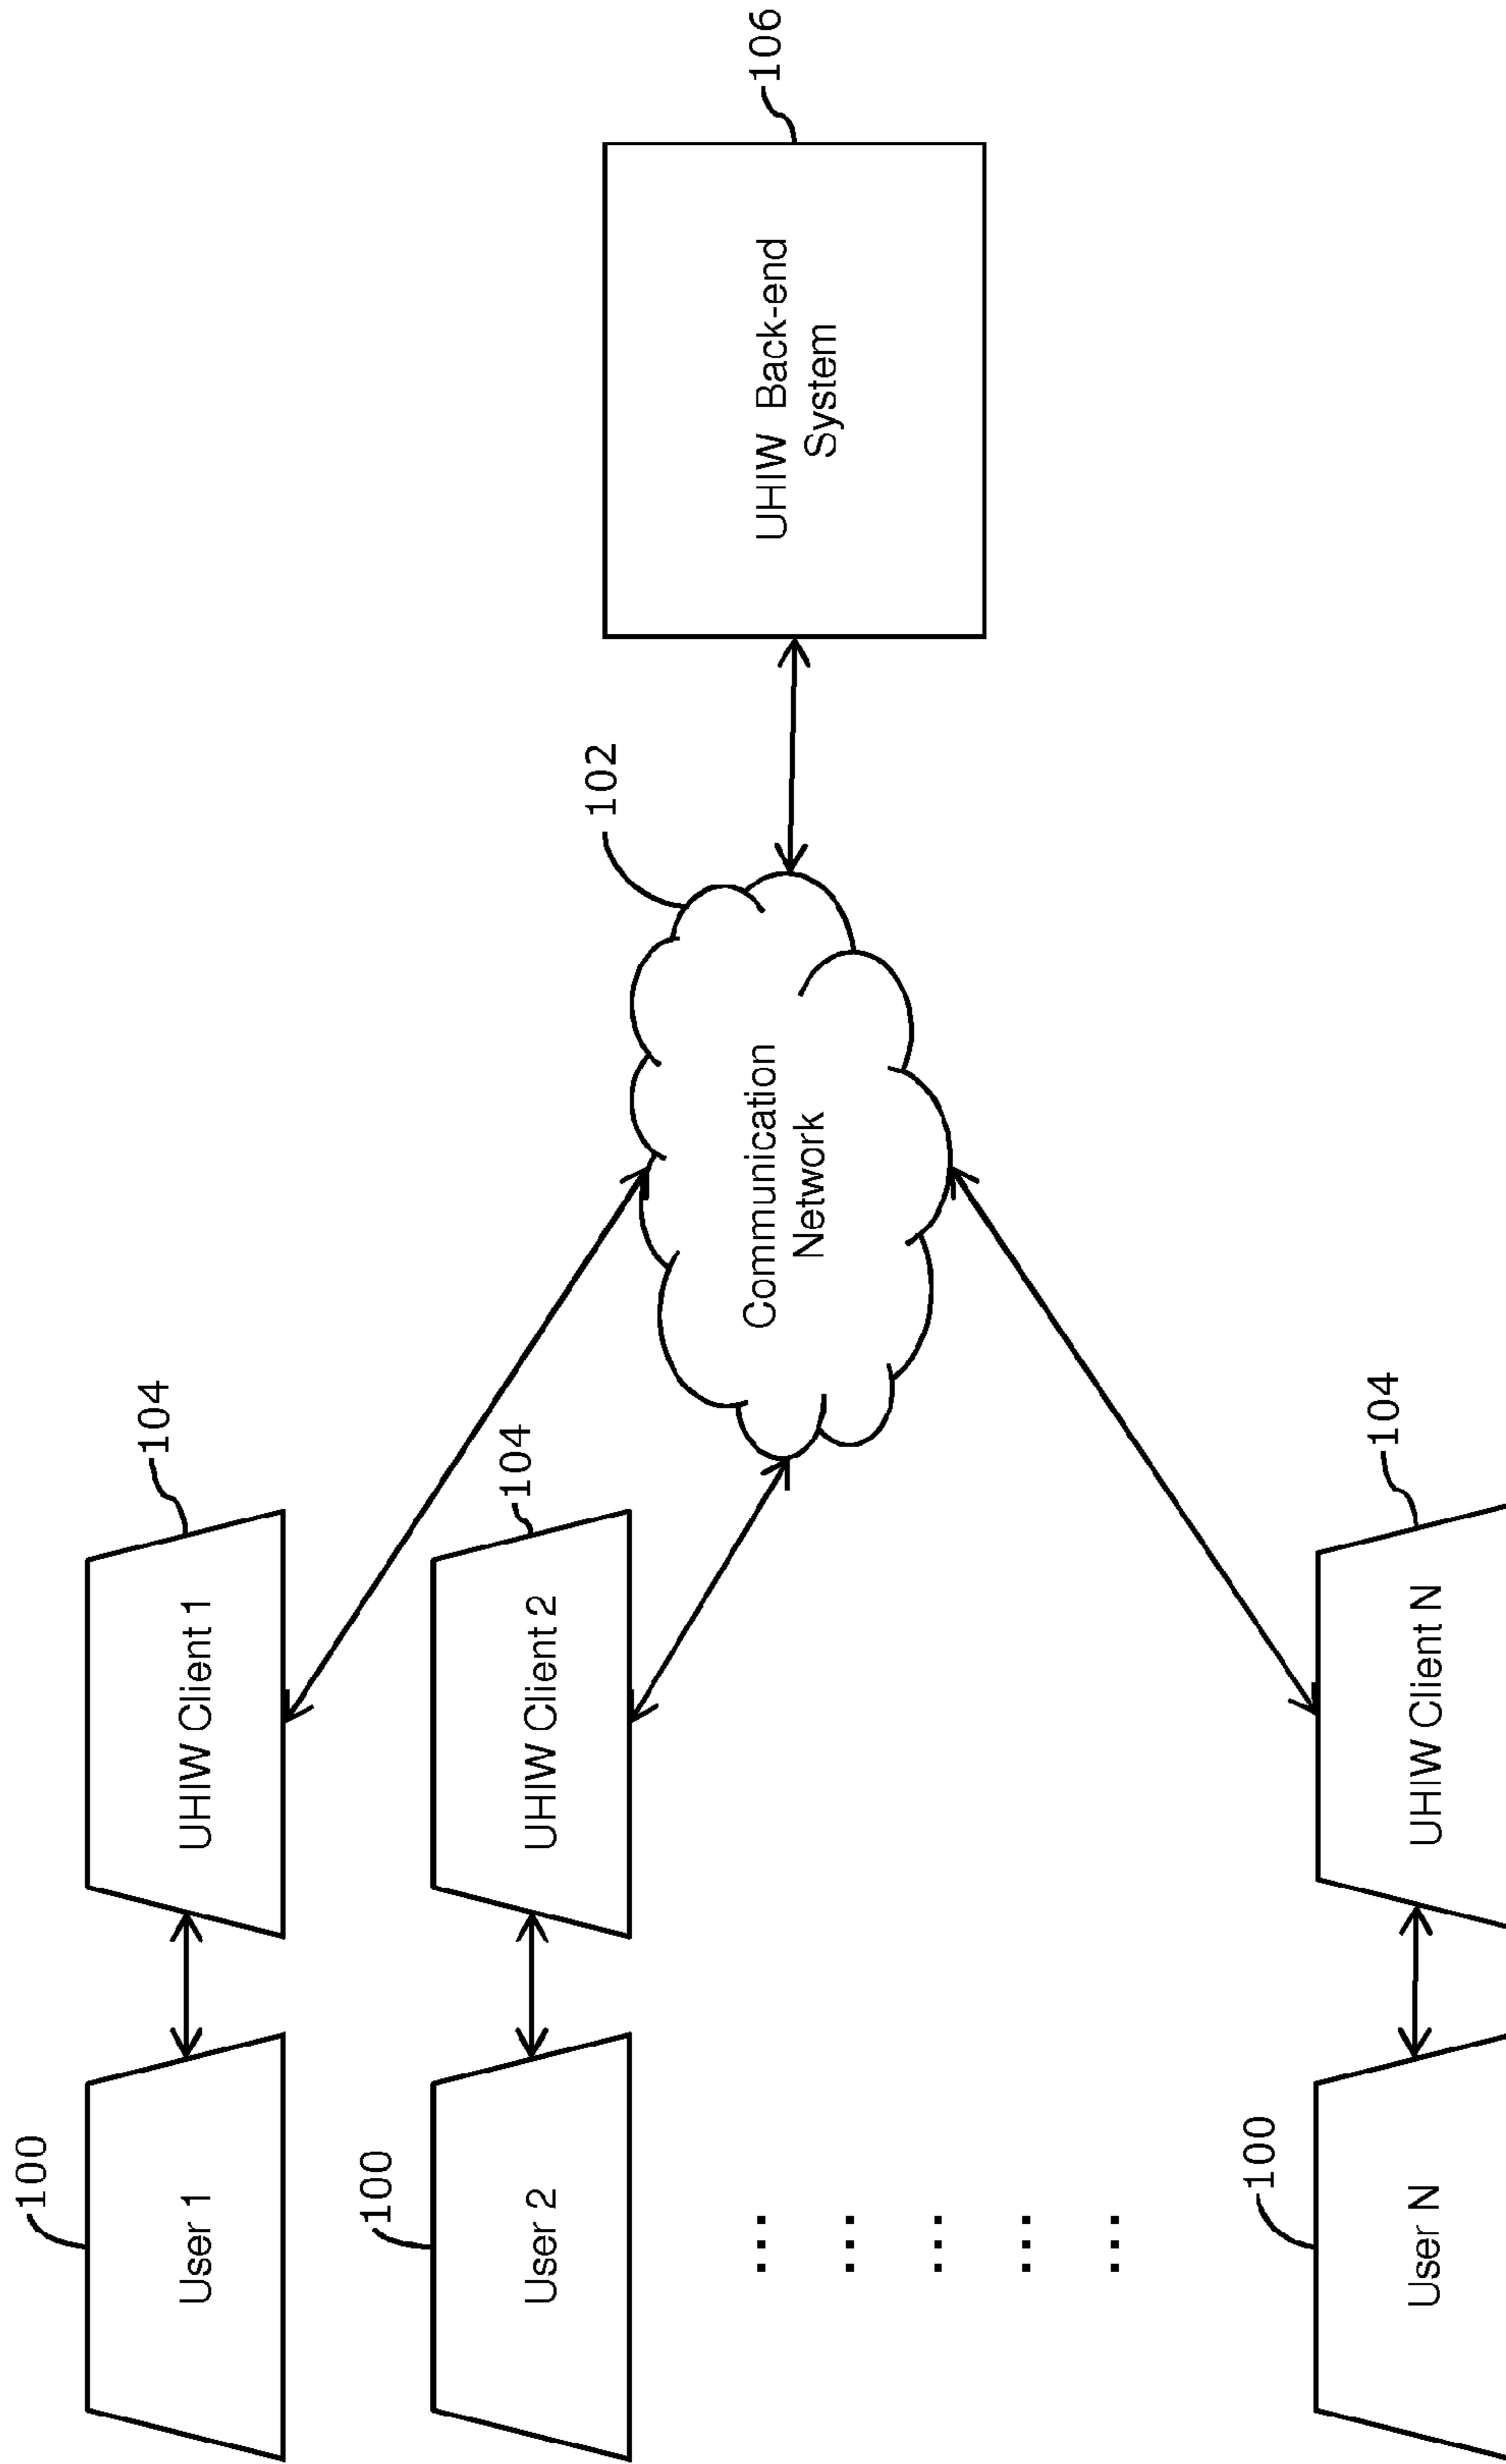 100
User 1
UHIW Client 1
104
100
User 2
UHIW Client 2
104
100
User N
UHIW Client N
104
Communication
Network
102
UHIW Back-end
System
106